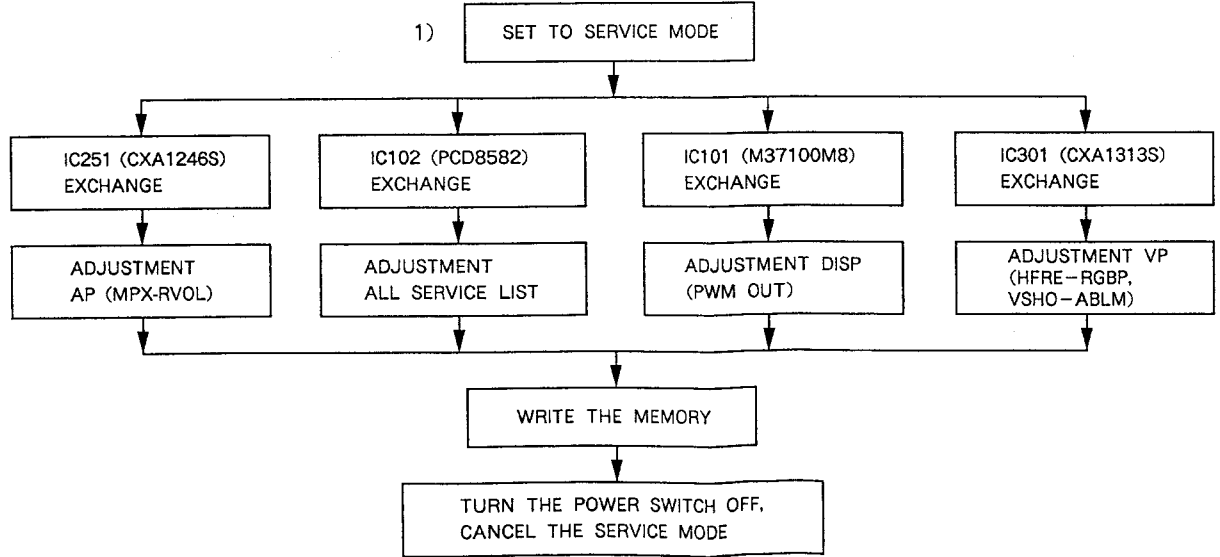 1)
SET TO SERVICE MODE
IC251 (CXA1246S)
EXCHANGE
IC102 (PCD8582)
EXCHANGE
IC101 (M37100M8)
EXCHANGE
IC301 (CXA1313S)
EXCHANGE
ADJUSTMENT
AP (MPX-RVOL)
ADJUSTMENT
ALL SERVICE LIST
ADJUSTMENT DISP
(PWM OUT)
ADJUSTMENT VP
(HFRE-RGBP,
VSHO-ABLM)
WRITE THE MEMORY
TURN THE POWER SWITCH OFF,
CANCEL THE SERVICE MODE